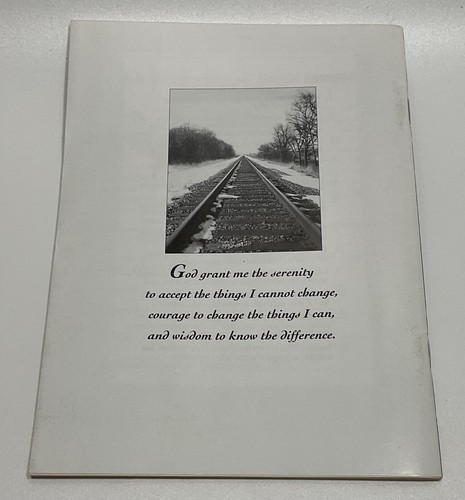 God grant me the serenity
to accept the things I cannot change,
courage to change the things I can,
and wisdom to know the difference.